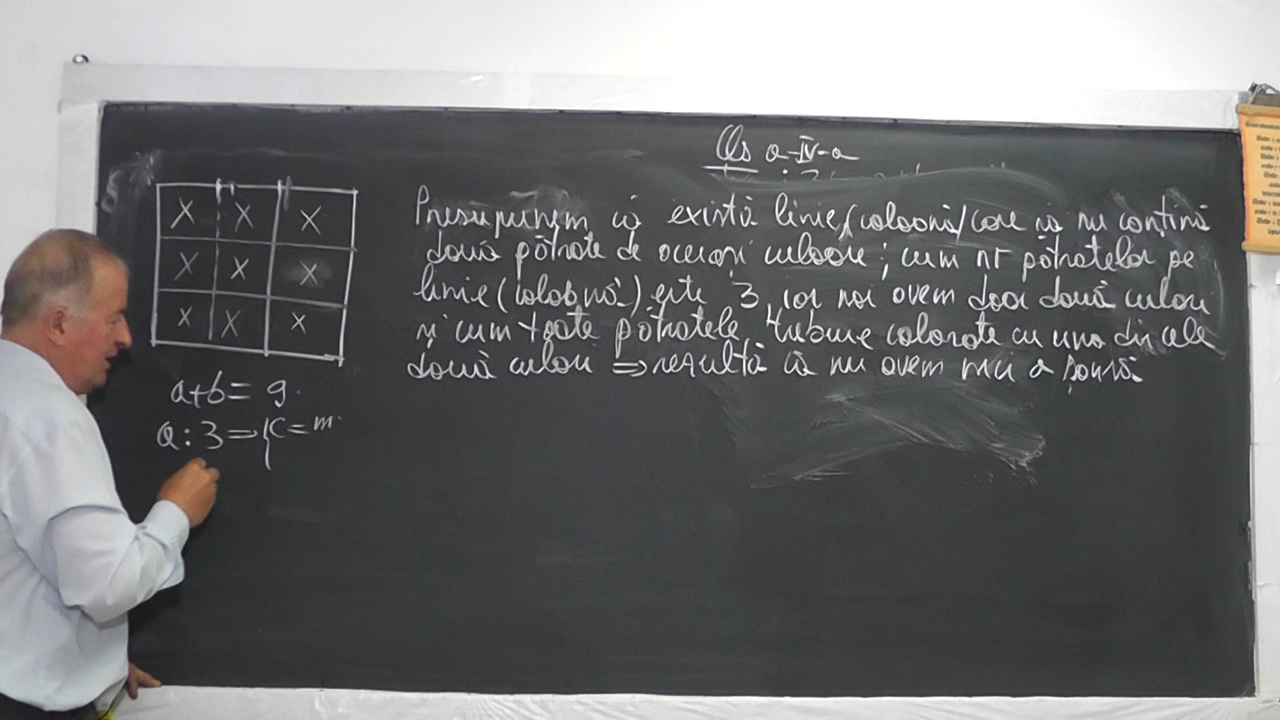 Cls a-IV-a
X X X
X X X
X X X
a+b= 9.
a:3=>{c=m
Presupunem că există linie/coloană/care să nu conțină
două pătrate de aceeași culoare; cum nr pătratelor pe
linie(coloană) este 3, iar noi avem doar două culori
și cum toate pătratele trebuie colorate cu una din cele
două culori => rezultă că nu avem nici o